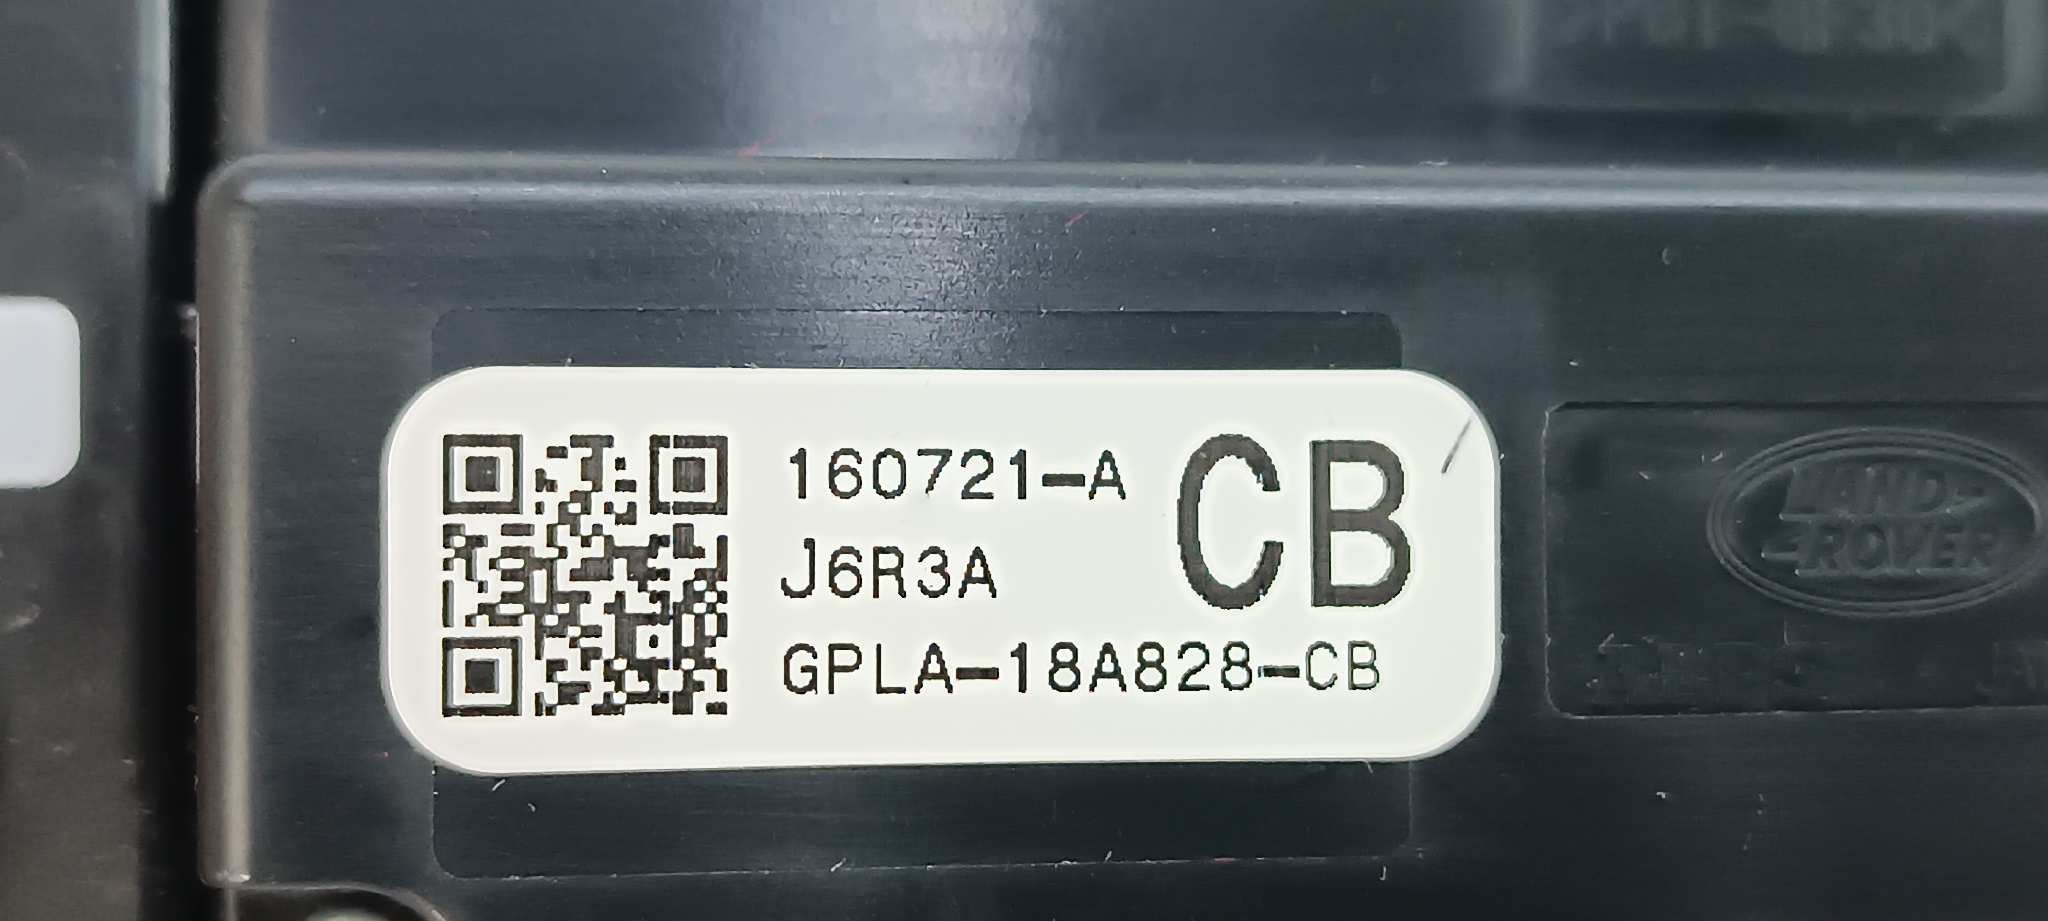 160721-A
CB
J6R3A
GPLA-18A828-CB
LAND-
ROVER